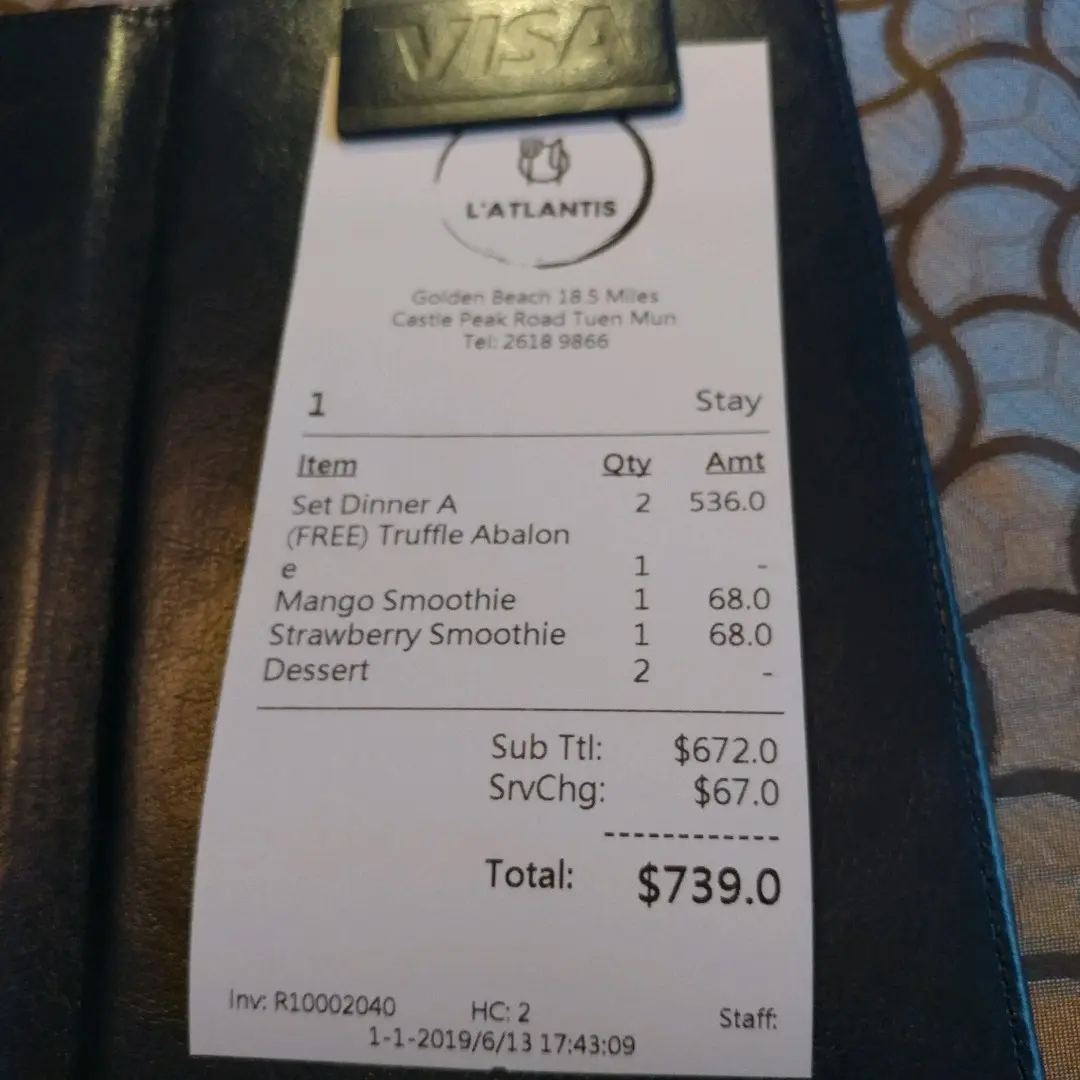 VISA
L'ATLANTIS
Golden Beach 18.5 Miles
Castle Peak Road Tuen Mun
Tel: 2618 9866
1 Stay
Item Qty Amt
Set Dinner A 2 536.0
(FREE) Truffle Abalon
e 1 -
Mango Smoothie 1 68.0
Strawberry Smoothie 1 68.0
Dessert 2 -
Sub Ttl: $672.0
SrvChg: $67.0
------------
Total: $739.0
Inv: R10002040 HC: 2 Staff:
1-1-2019/6/13 17:43:09